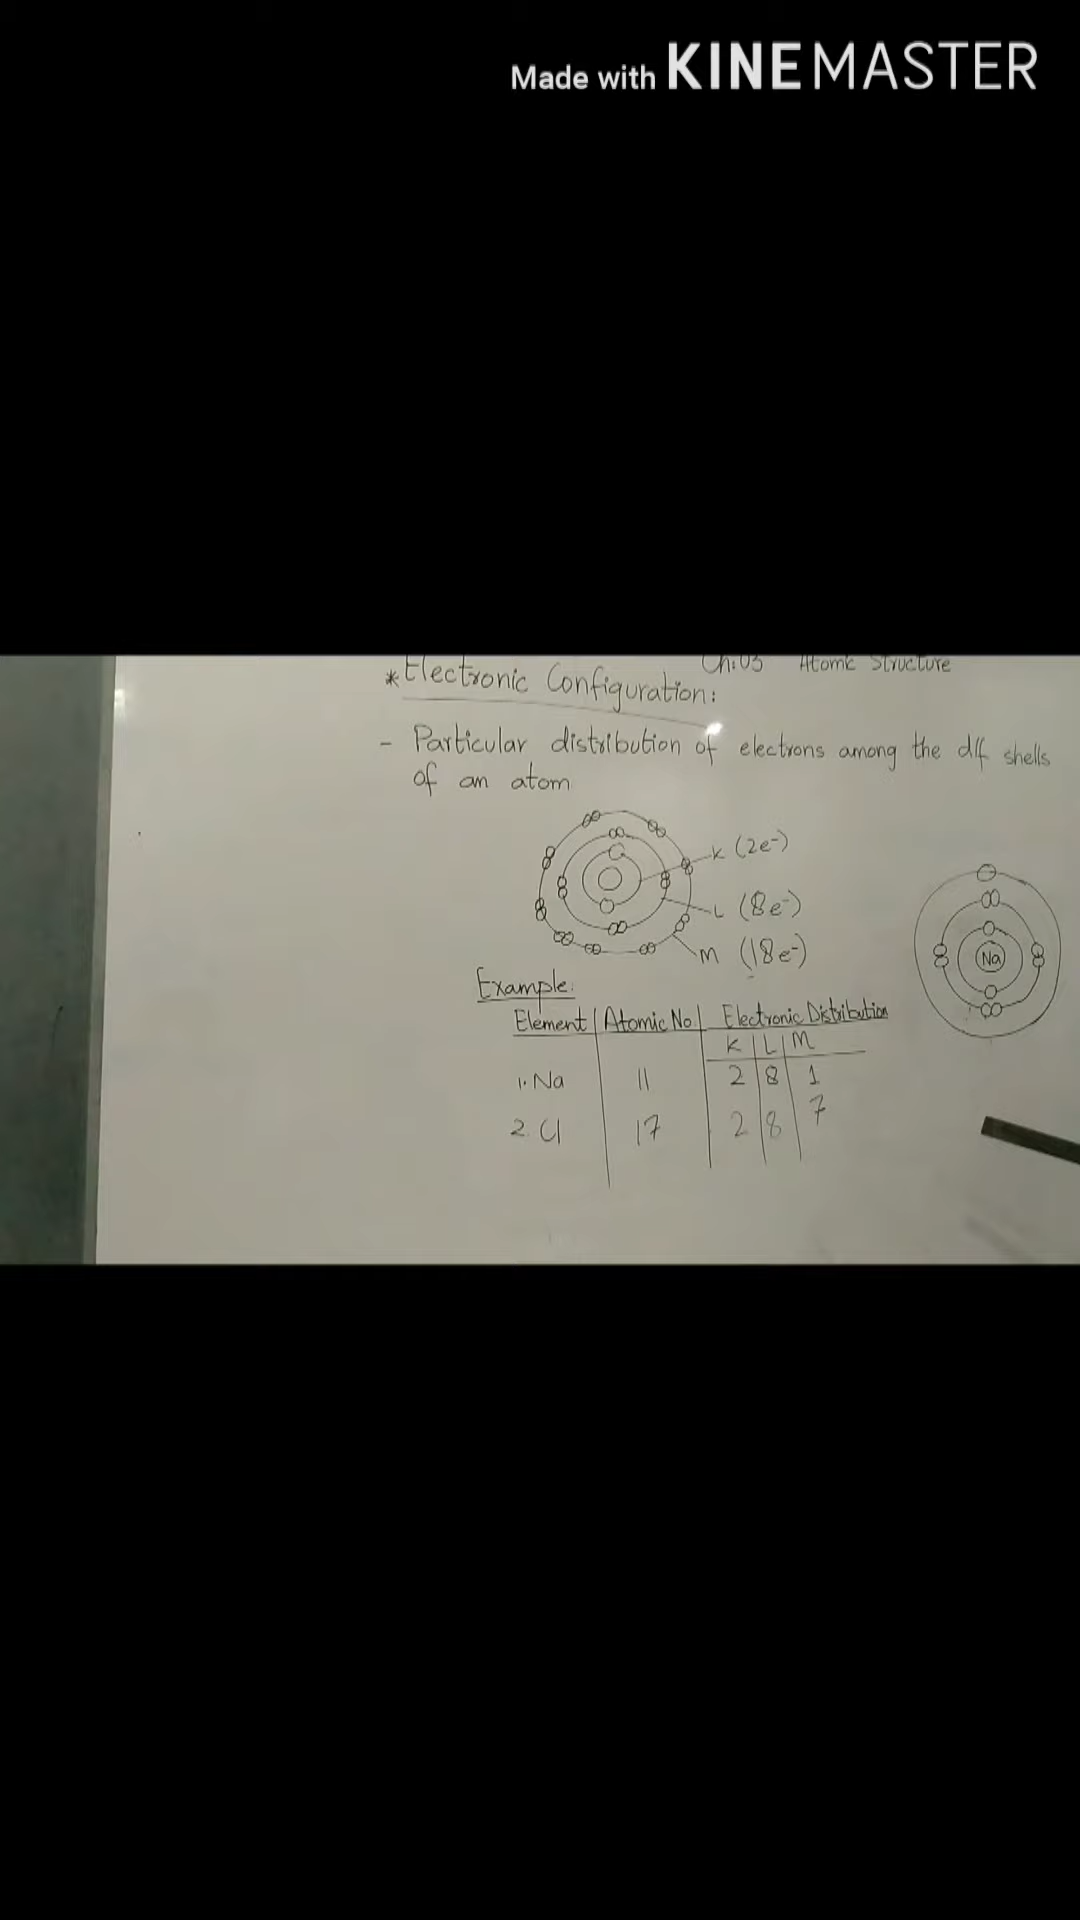 Made with KINEMASTER
Ch:03 Atomic Structure
*Electronic Configuration:
- Particular distribution of electrons among the dif shells
of an atom
K (2e-)
L (8e-)
M (18e-)
Na
Example:
Element | Atomic No. | Electronic Distribution
K | L | M
1. Na 11 2 8 1
2. Cl 17 2 8 7